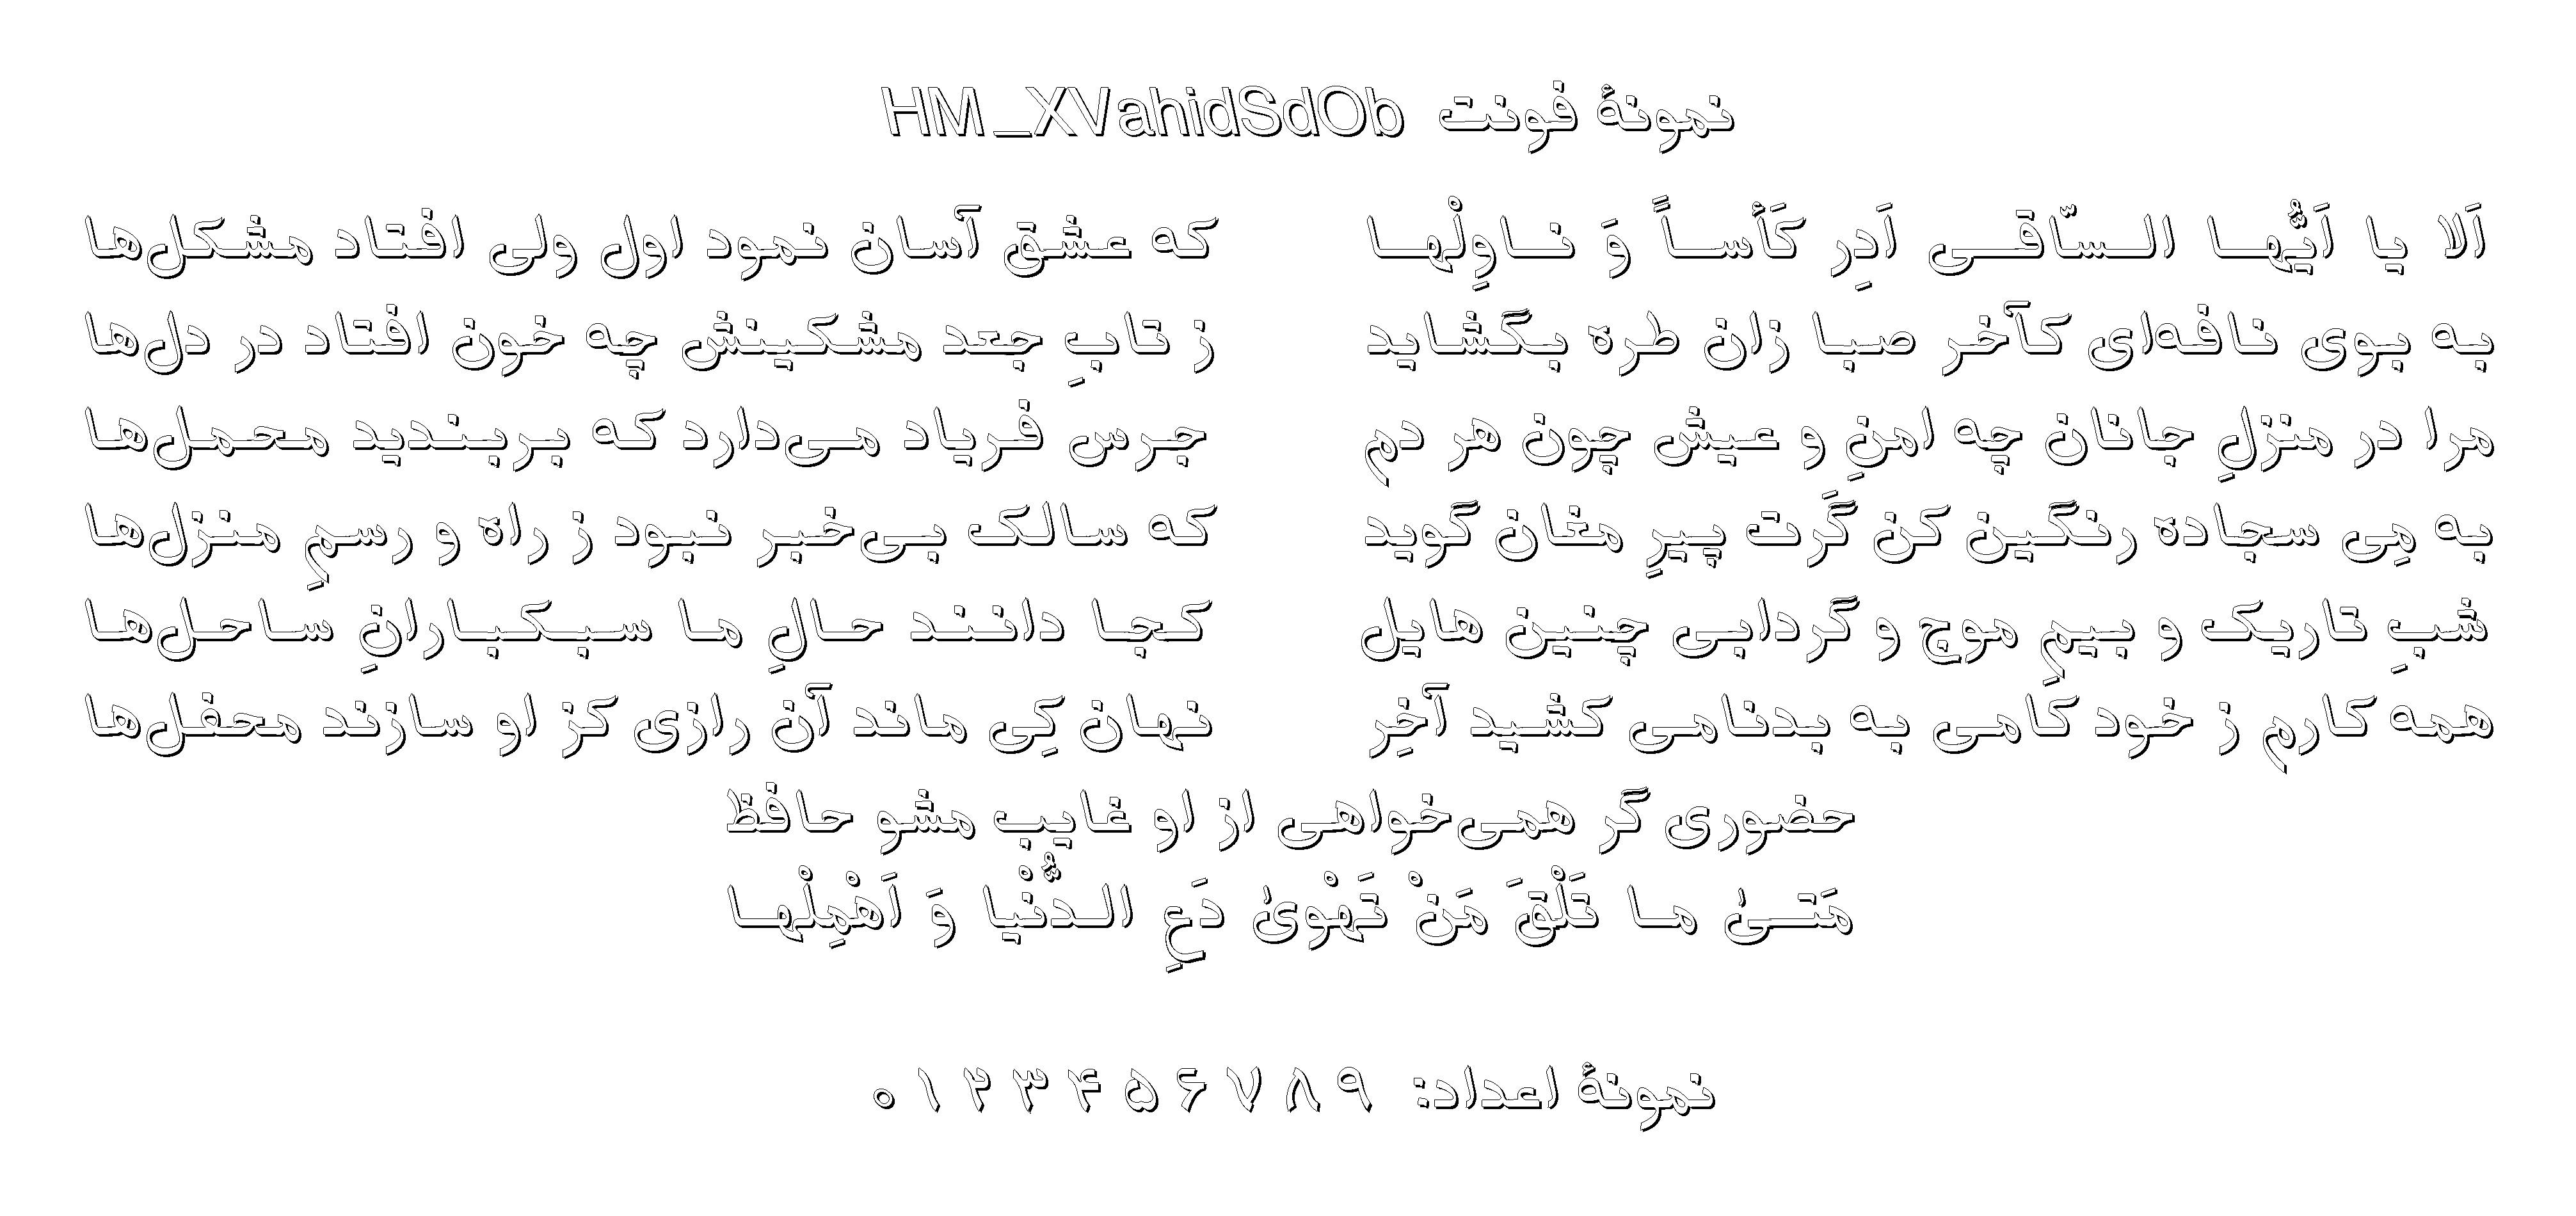 نمونهٔ فونت HM_XVahidSdOb
اَلا یا اَیُّها السّاقی اَدِر کَأساً وَ ناوِلْها که عشق آسان نمود اول ولی افتاد مشکل‌ها
به بوی نافه‌ای کآخر صبا زان طره بگشاید ز تابِ جعد مشکینش چه خون افتاد در دل‌ها
مرا در منزلِ جانان چه امنِ و عیش چون هر دم جرس فریاد می‌دارد که بربندید محمل‌ها
به مِی سجاده رنگین کن گَرت پیرِ مغان گوید که سالک بی‌خبر نبود ز راه و رسمِ منزل‌ها
شبِ تاریک و بیمِ موج و گردابی چنین هایل کجا دانند حالِ ما سبکبارانِ ساحل‌ها
همه کارم ز خود کامی به بدنامی کشید آخِر نهان کِی ماند آن رازی کز او سازند محفل‌ها
حضوری گر همی‌خواهی از او غایب مشو حافظ
مَتیٰ ما تَلْقَ مَنْ تَهْویٰ دَعِ الدُّنْیا وَ اَهْمِلْها
نمونهٔ اعداد: ۰ ۱ ۲ ۳ ۴ ۵ ۶ ۷ ۸ ۹